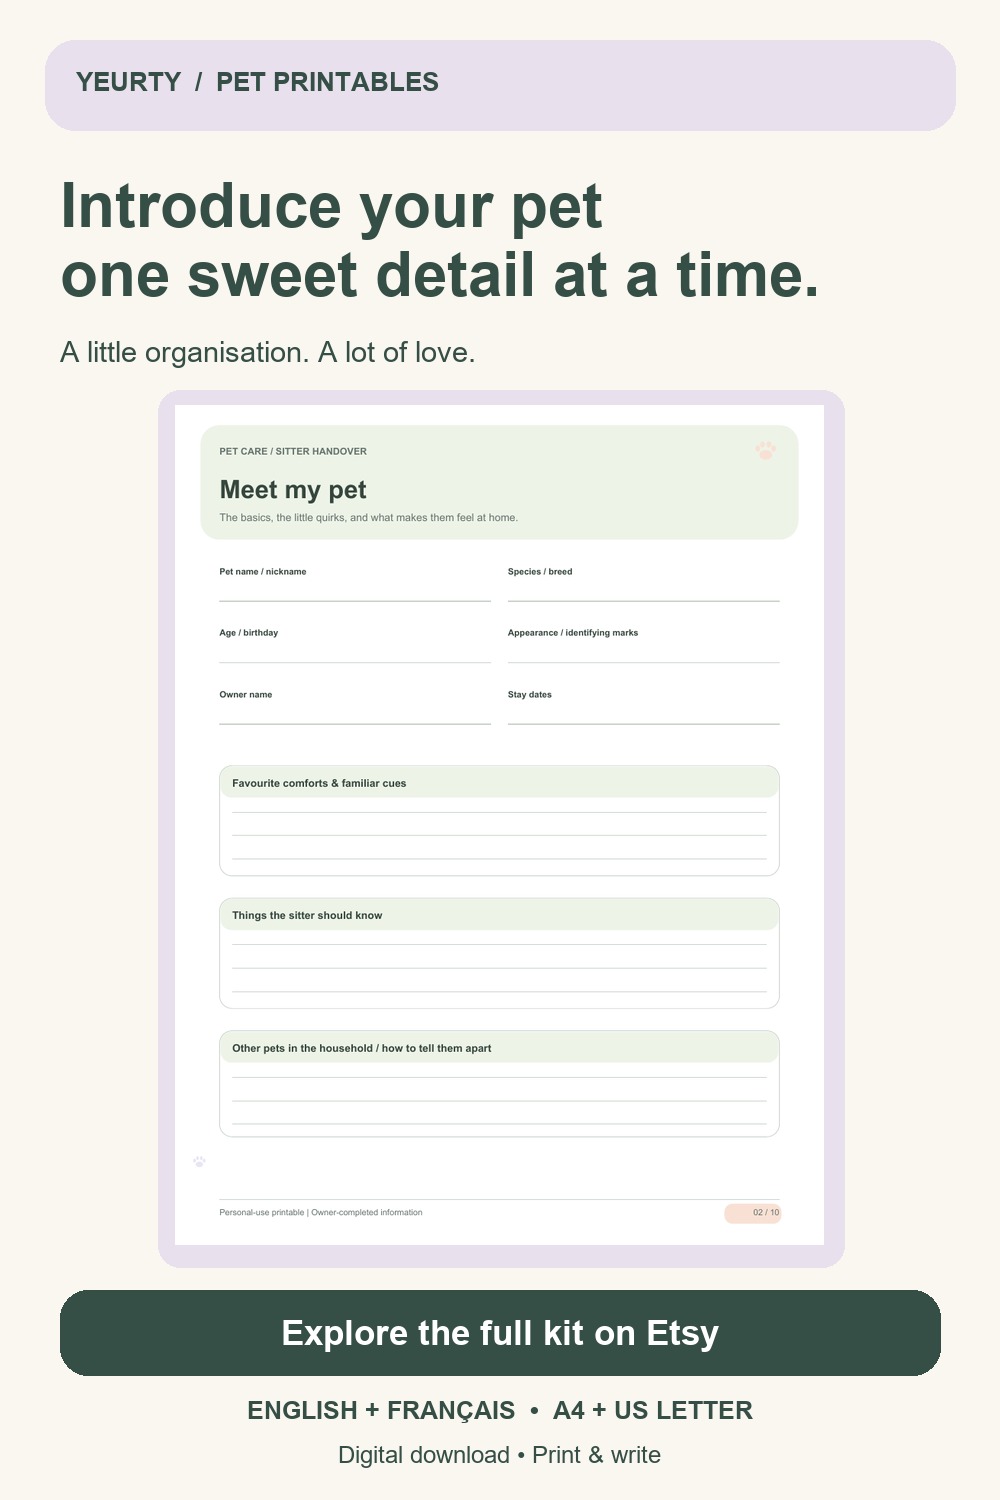 YEURTY / PET PRINTABLES
Introduce your pet
one sweet detail at a time.
A little organisation. A lot of love.
PET CARE / SITTER HANDOVER
Meet my pet
The basics, the little quirks, and what makes them feel at home.
Pet name / nickname
Species / breed
Age / birthday
Appearance / identifying marks
Owner name
Stay dates
Favourite comforts & familiar cues
Things the sitter should know
Other pets in the household / how to tell them apart
Personal-use printable | Owner-completed information
02 / 10
Explore the full kit on Etsy
ENGLISH + FRANÇAIS • A4 + US LETTER
Digital download • Print & write